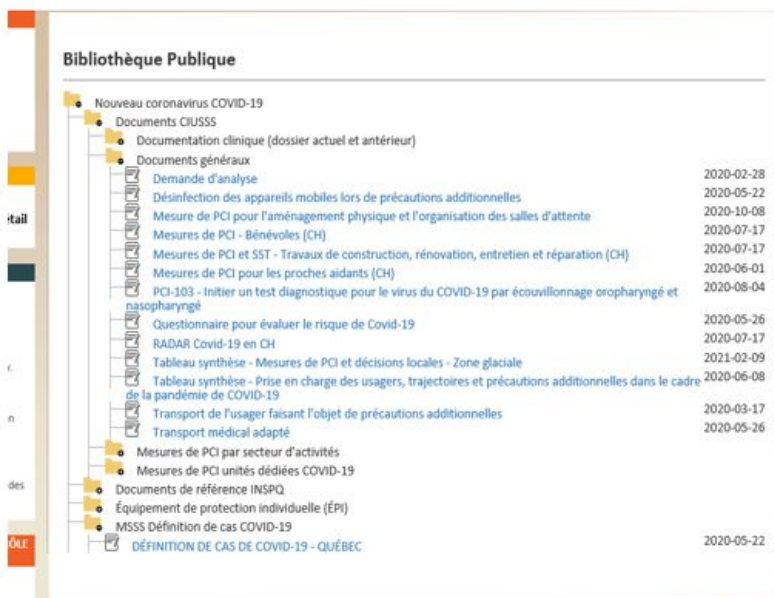 Bibliothèque Publique
Nouveau coronavirus COVID-19
Documents CIUSSS
Documentation clinique (dossier actuel et antérieur)
Documents généraux
Demande d'analyse 2020-02-28
Désinfection des appareils mobiles lors de précautions additionnelles 2020-05-22
Mesure de PCI pour l'aménagement physique et l'organisation des salles d'attente 2020-10-08
Mesures de PCI - Bénévoles (CH) 2020-07-17
Mesures de PCI et SST - Travaux de construction, rénovation, entretien et réparation (CH) 2020-07-17
Mesures de PCI pour les proches aidants (CH) 2020-06-01
PCI-103 - Initier un test diagnostique pour le virus du COVID-19 par écouvillonnage oropharyngé et 2020-08-04
nasopharyngé
Questionnaire pour évaluer le risque de Covid-19 2020-05-26
RADAR Covid-19 en CH 2020-07-17
Tableau synthèse - Mesures de PCI et décisions locales - Zone glaciale 2021-02-09
Tableau synthèse - Prise en charge des usagers, trajectoires et précautions additionnelles dans le cadre 2020-06-08
de la pandémie de COVID-19
Transport de l'usager faisant l'objet de précautions additionnelles 2020-03-17
Transport médical adapté 2020-05-26
Mesures de PCI par secteur d'activités
Mesures de PCI unités dédiées COVID-19
Documents de référence INSPQ
Équipement de protection individuelle (ÉPI)
MSSS Définition de cas COVID-19
DÉFINITION DE CAS DE COVID-19 - QUÉBEC 2020-05-22
tail
n
des
ÔLE